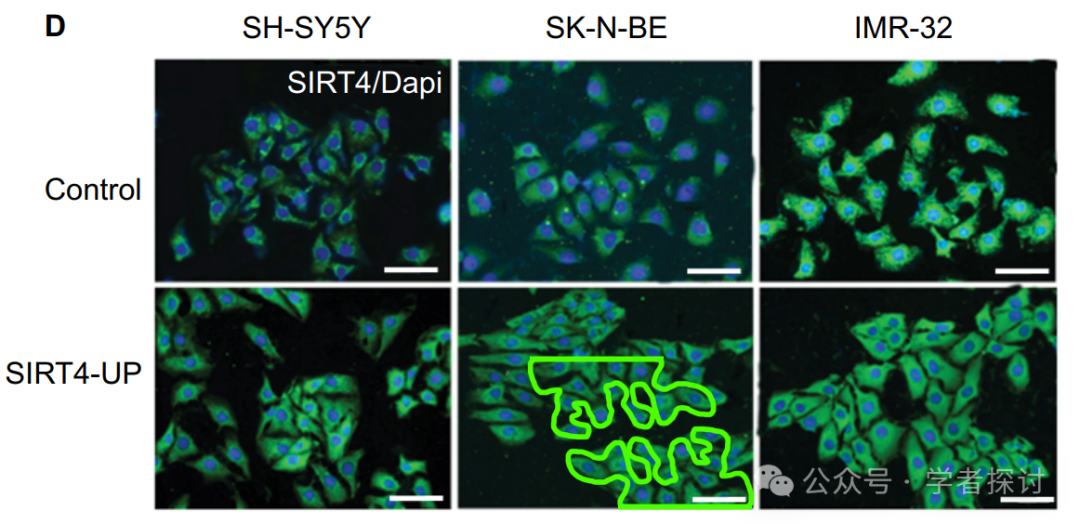 D
SH-SY5Y SK-N-BE IMR-32
SIRT4/Dapi
Control
SIRT4-UP
公众号 · 学者探讨